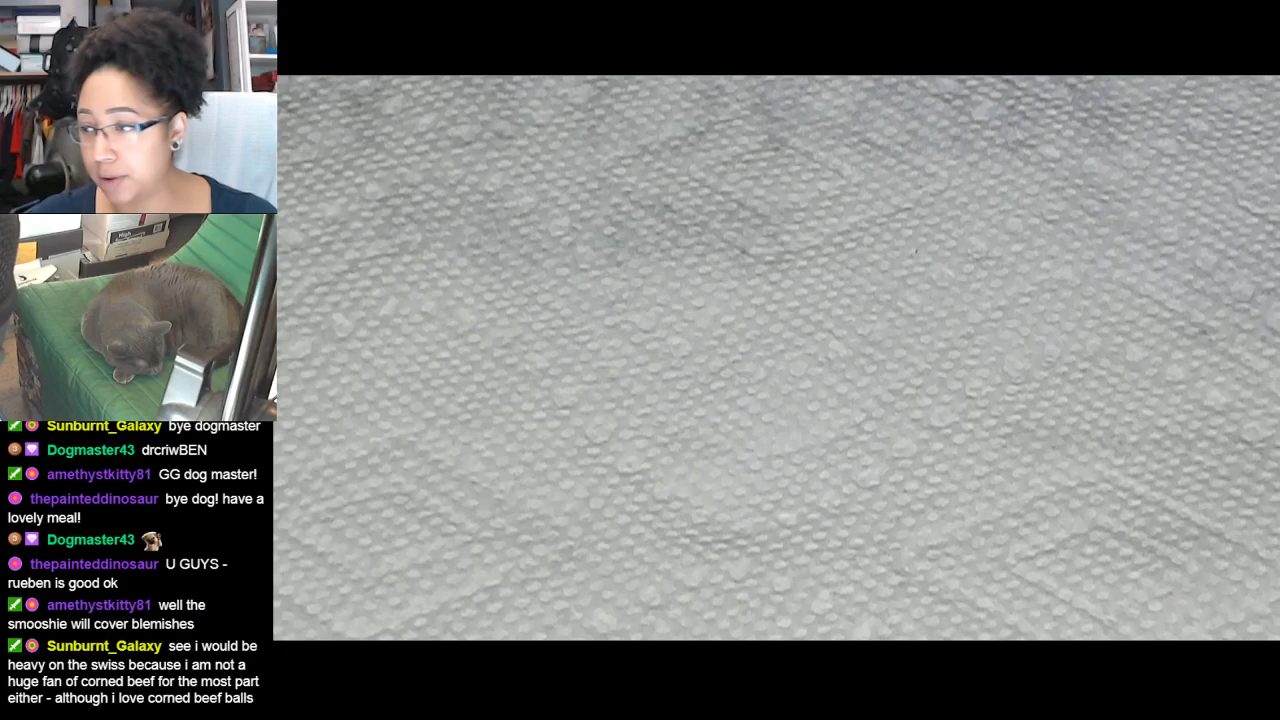 High
Sunburnt_Galaxy bye dogmaster
Dogmaster43 drcriwBEN
amethystkitty81 GG dog master!
thepainteddinosaur bye dog! have a
lovely meal!
Dogmaster43
thepainteddinosaur U GUYS -
rueben is good ok
amethystkitty81 well the
smooshie will cover blemishes
Sunburnt_Galaxy see i would be
heavy on the swiss because i am not a
huge fan of corned beef for the most part
either - although i love corned beef balls